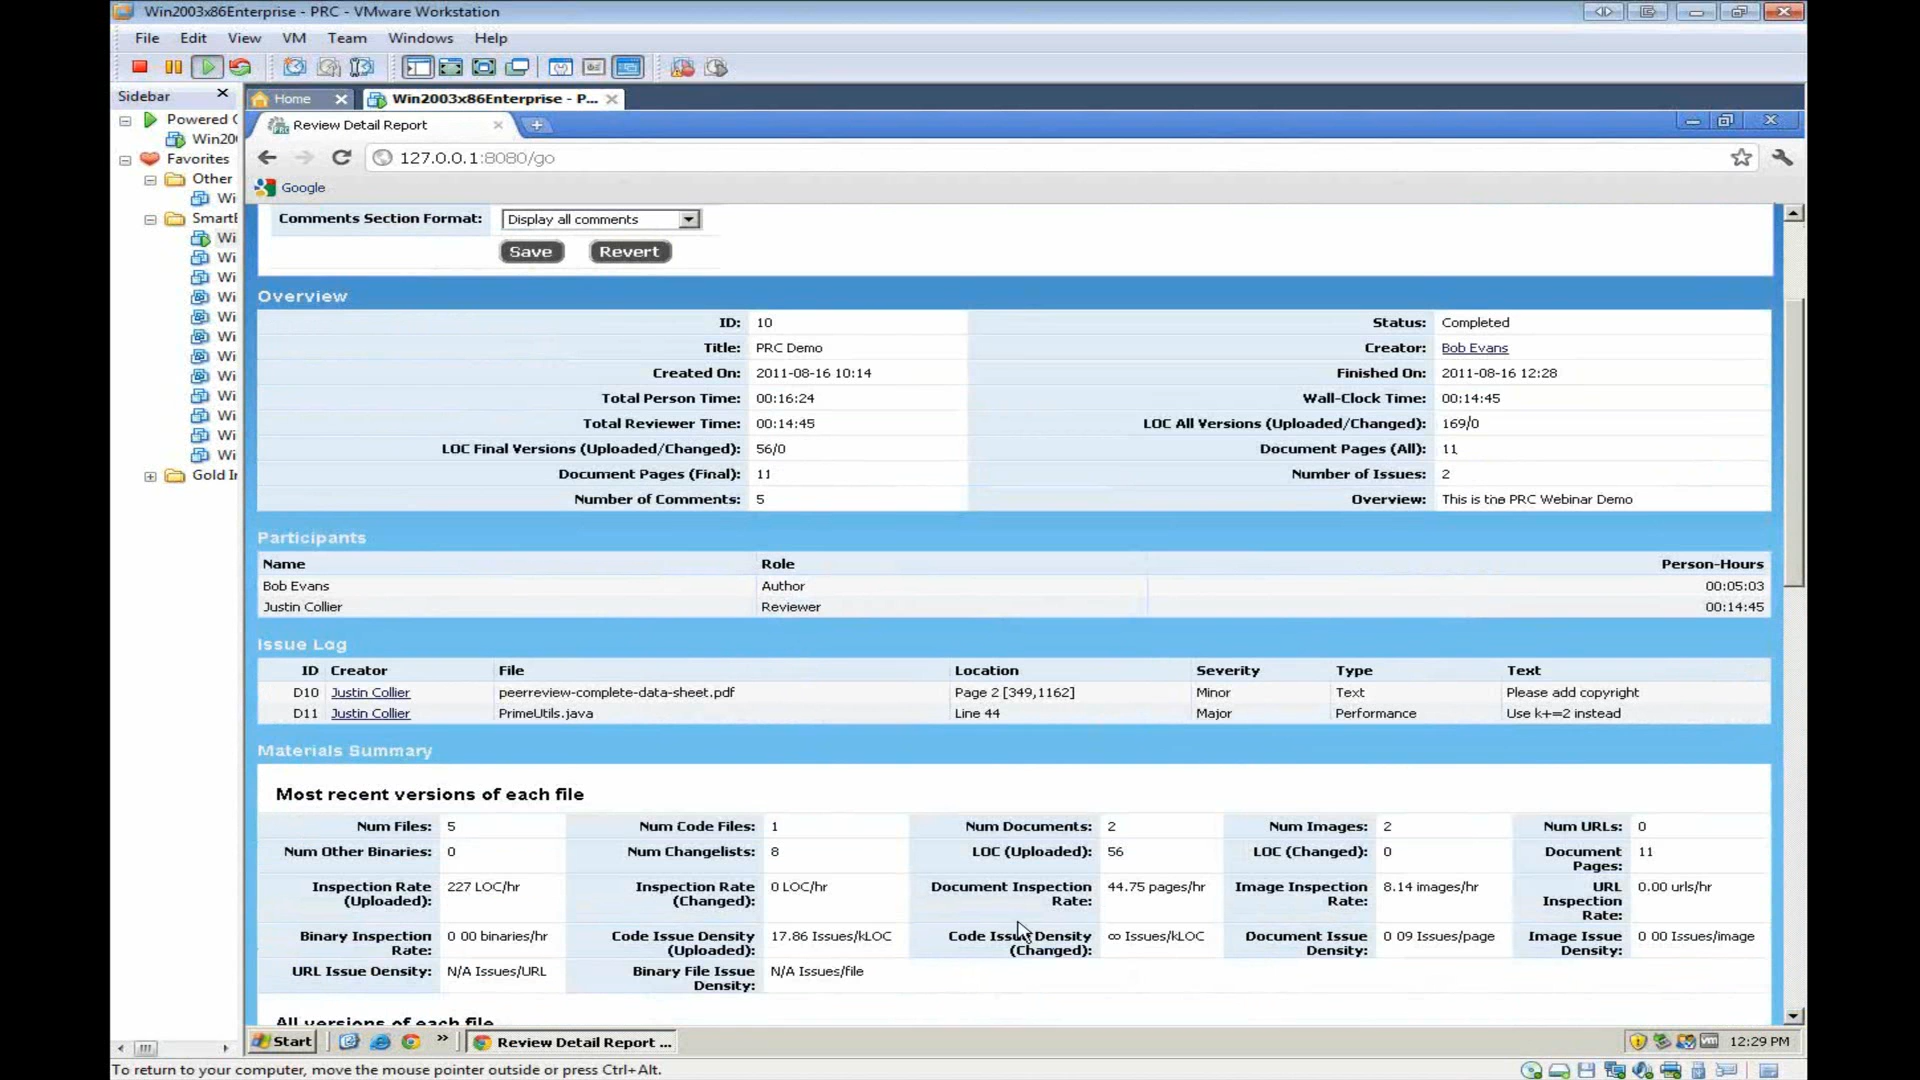 Win2003x86Enterprise - PRC - VMware Workstation
File Edit View VM Team Windows Help
Sidebar
Home
Win2003x86Enterprise - P...
Powered
Review Detail Report
Win20
127.0.0.1:8080/go
Favorites
Other
Google
Wi
SmartB
Comments Section Format: Display all comments
Wi
Save Revert
Wi
Wi
Overview
Wi
ID: 10 Status: Completed
Wi
Title: PRC Demo Creator: Bob Evans
Wi
Created On: 2011-08-16 10:14 Finished On: 2011-08-16 12:28
Wi
Total Person Time: 00:16:24 Wall-Clock Time: 00:14:45
Wi
Total Reviewer Time: 00:14:45 LOC All Versions (Uploaded/Changed): 169/0
Wi
LOC Final Versions (Uploaded/Changed): 56/0 Document Pages (All): 11
Wi
Document Pages (Final): 11 Number of Issues: 2
Wi
Gold
Number of Comments: 5 Overview: This is the PRC Webinar Demo
Wi
Participants
Name Role Person-Hours
Bob Evans Author 00:05:03
Justin Collier Reviewer 00:14:45
Issue Log
ID Creator File Location Severity Type Text
D10 Justin Collier peerreview-complete-data-sheet.pdf Page 2 [349,1162] Minor Text Please add copyright
D11 Justin Collier PrimeUtils.java Line 44 Major Performance Use k+=2 instead
Materials Summary
Most recent versions of each file
Num Files: 5 Num Code Files: 1 Num Documents: 2 Num Images: 2 Num URLs: 0
Num Other Binaries: 0 Num Changelists: 8 LOC (Uploaded): 56 LOC (Changed): 0 Document Pages: 11
Inspection Rate (Uploaded): 227 LOC/hr Inspection Rate (Changed): 0 LOC/hr Document Inspection Rate: 44.75 pages/hr Image Inspection Rate: 8.14 images/hr URL Inspection Rate: 0.00 urls/hr
Binary Inspection Rate: 0 00 binaries/hr Code Issue Density (Uploaded): 17.86 Issues/kLOC Code Issue Density (Changed): ∞ Issues/kLOC Document Issue Density: 0 09 Issues/page Image Issue Density: 0 00 Issues/image
URL Issue Density: N/A Issues/URL Binary File Issue Density: N/A Issues/file
All versions of each file
Start » Review Detail Report ... 12:29 PM
To return to your computer, move the mouse pointer outside or press Ctrl+Alt.